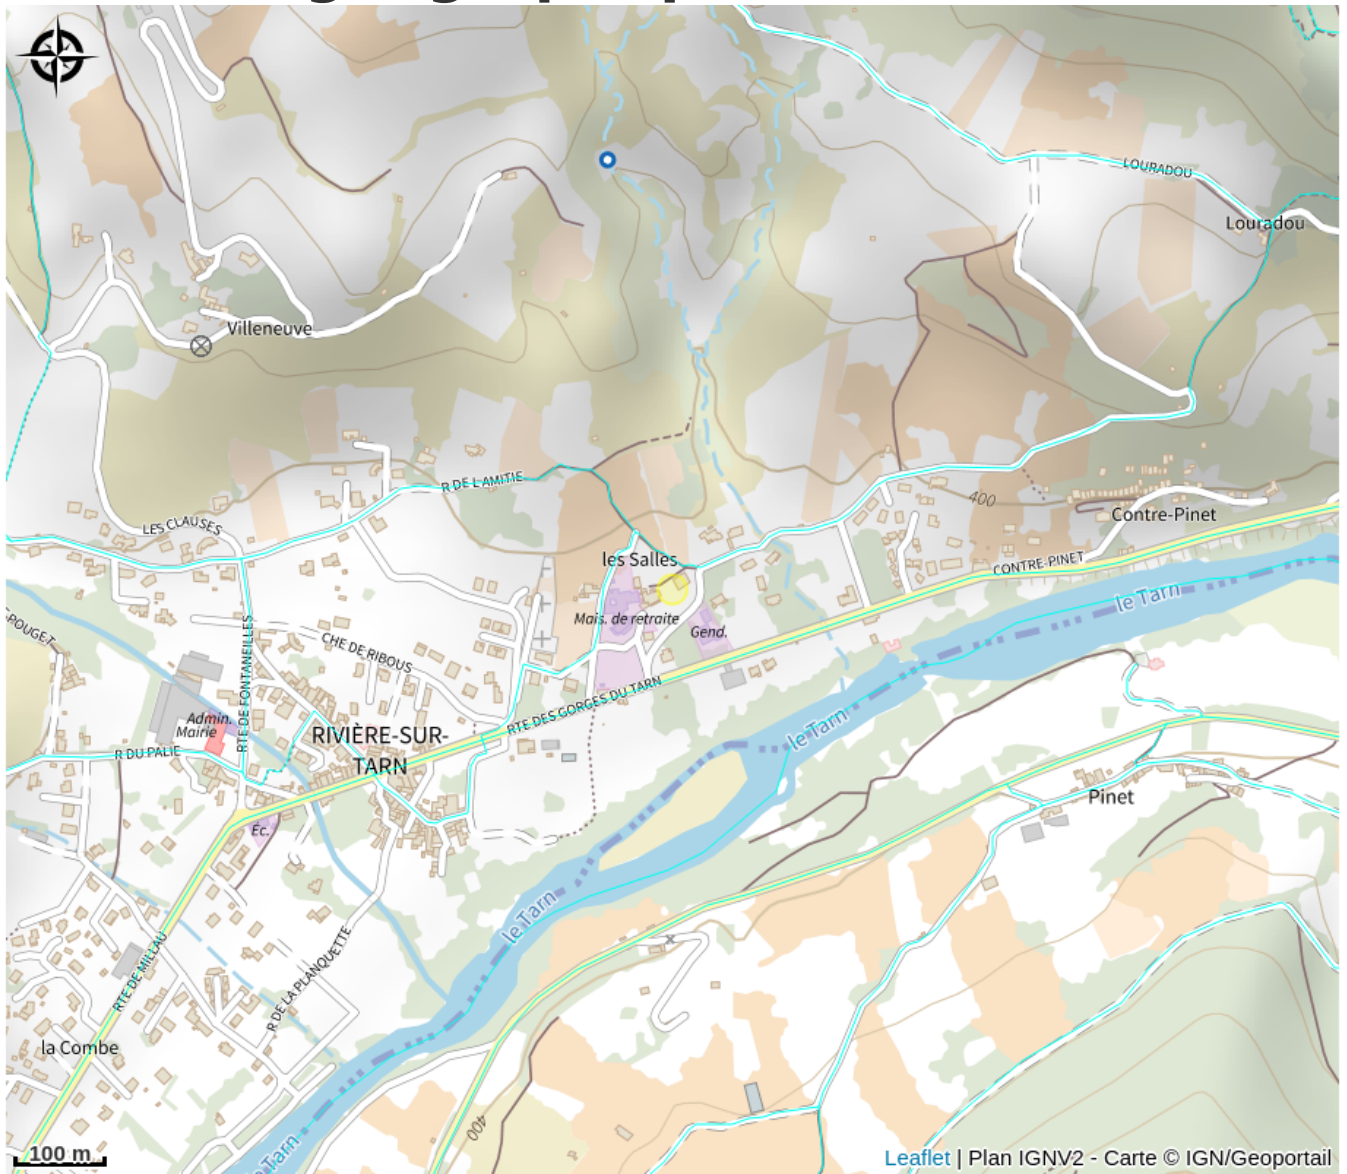 LOURADOU
Louradou
Villeneuve
R DE L'AMITIE
400
Contre-Pinet
LES CLAUSES
les Salles
CONTRE-PINET
le Tarn
Mais. de retraite
Gend.
ROUGET
CHE DE RIBOUS
RTE DE FONTANEILLES
RTE DES GORGES DU TARN
Admin.
Mairie
RIVIÈRE-SUR-
TARN
le Tarn
R DU PALIE
Pinet
Éc.
le Tarn
RTE DE MILLAU
R DE LA PLANQUETTE
la Combe
400
le Tarn
100 m
Leaflet | Plan IGNV2 - Carte © IGN/Geoportail